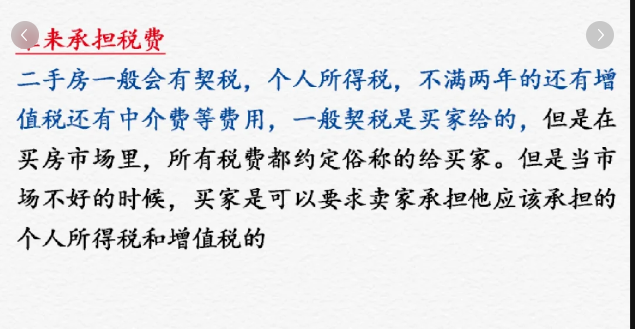 来承担税费
二手房一般会有契税，个人所得税，不满两年的还有增
值税还有中介费等费用，一般契税是买家给的，但是在
买房市场里，所有税费都约定俗称的给买家。但是当市
场不好的时候，买家是可以要求卖家承担他应该承担的
个人所得税和增值税的